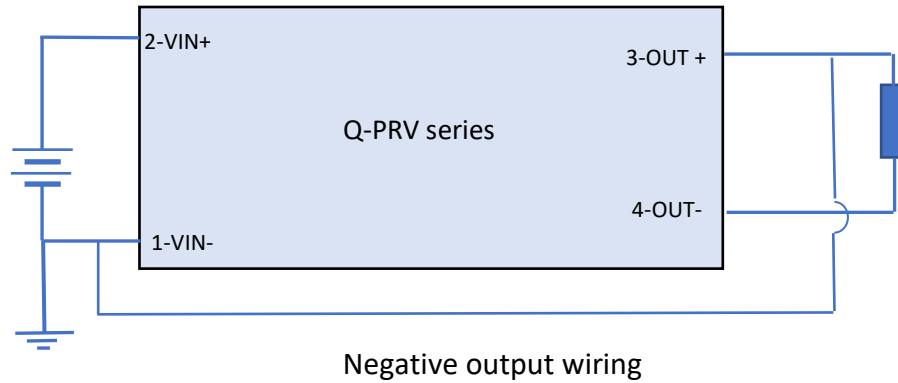 2-VIN+
3-OUT +
Q-PRV series
4-OUT-
1-VIN-
Negative output wiring